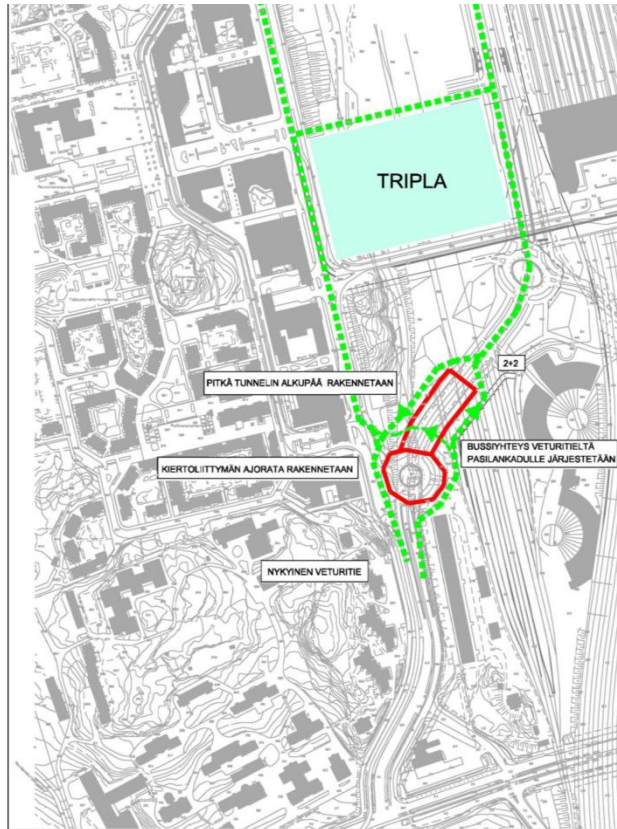 TRIPLA
2+2
PITKÄ TUNNELIN ALKUPÄÄ RAKENNETAAN
BUSSIYHTEYS VETURITIELTÄ
PASILANKADULLE JÄRJESTETÄÄN
KIERTOLIITTYMÄN AJORATA RAKENNETAAN
NYKYINEN VETURITIE